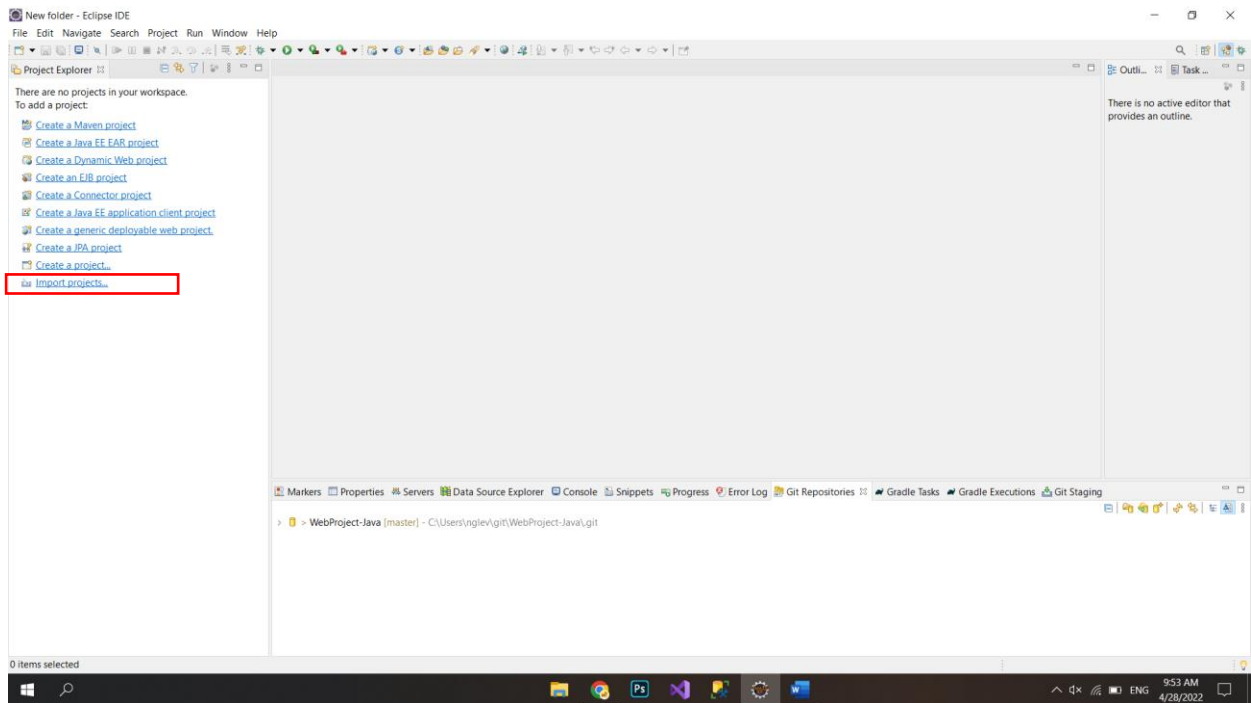 New folder - Eclipse IDE
File Edit Navigate Search Project Run Window Help
Project Explorer
There are no projects in your workspace.
To add a project:
Create a Maven project
Create a Java EE EAR project
Create a Dynamic Web project
Create an EJB project
Create a Connector project
Create a Java EE application client project
Create a generic deployable web project.
Create a JPA project
Create a project...
Import projects...
Outli... Task ...
There is no active editor that
provides an outline.
Markers Properties Servers Data Source Explorer Console Snippets Progress Error Log Git Repositories Gradle Tasks Gradle Executions Git Staging
> WebProject-Java [master] - C:\Users\nglev\git\WebProject-Java\.git
0 items selected
Ps
W
ENG
9:53 AM
4/28/2022